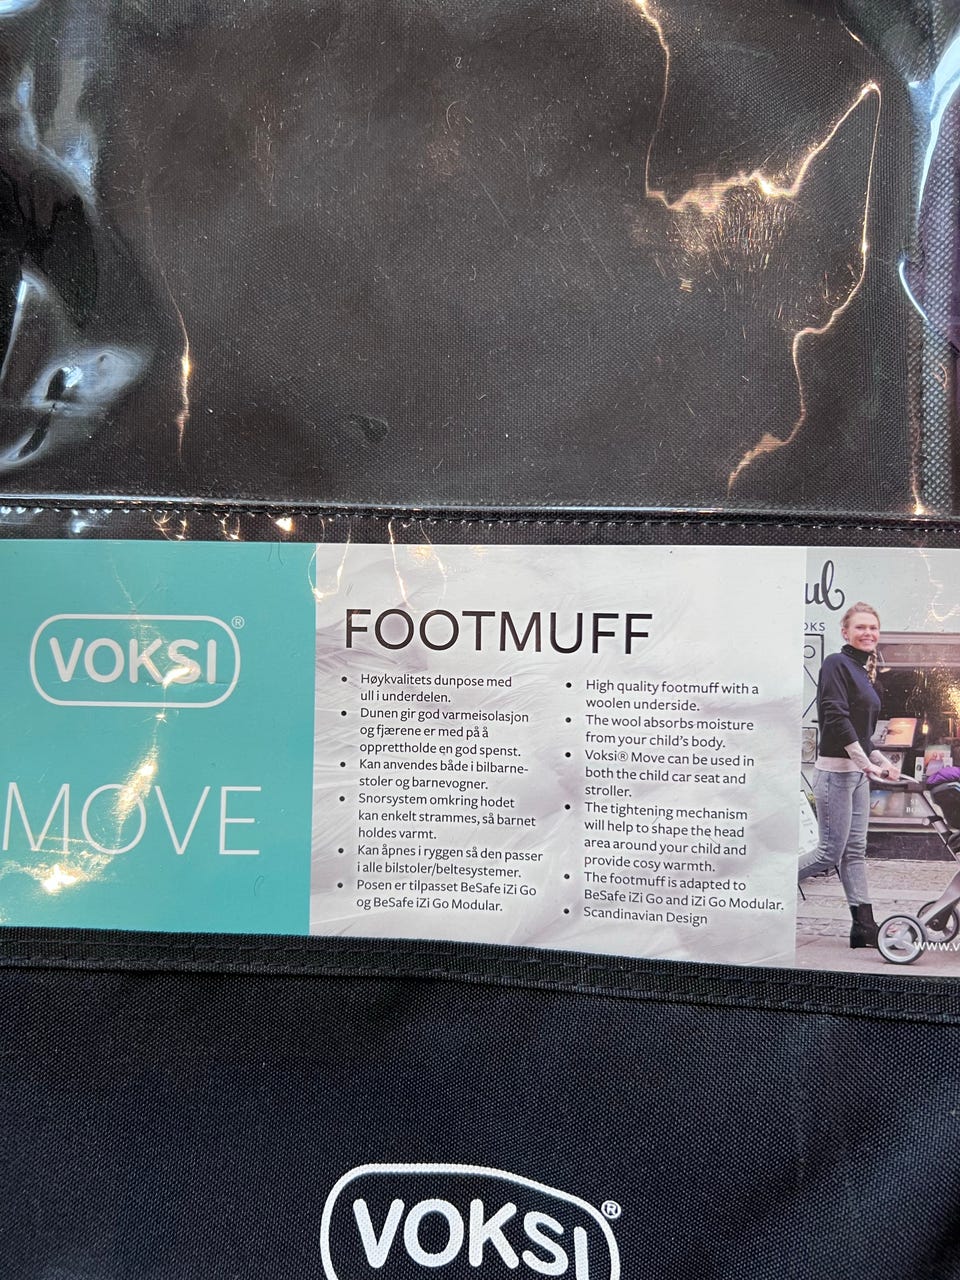 VOKSI®
MOVE
FOOTMUFF
• Høykvalitets dunpose med
ull i underdelen.
• Dunen gir god varmeisolasjon
og fjærene er med på å
opprettholde en god spenst.
• Kan anvendes både i bilbarne-
stoler og barnevogner.
• Snorsystem omkring hodet
kan enkelt strammes, så barnet
holdes varmt.
• Kan åpnes i ryggen så den passer
i alle bilstoler/beltesystemer.
• Posen er tilpasset BeSafe iZi Go
og BeSafe iZi Go Modular.
• High quality footmuff with a
woolen underside.
• The wool absorbs moisture
from your child's body.
• Voksi® Move can be used in
both the child car seat and
stroller.
• The tightening mechanism
will help to shape the head
area around your child and
provide cosy warmth.
• The footmuff is adapted to
BeSafe iZi Go and iZi Go Modular.
• Scandinavian Design
www.v
VOKSI®